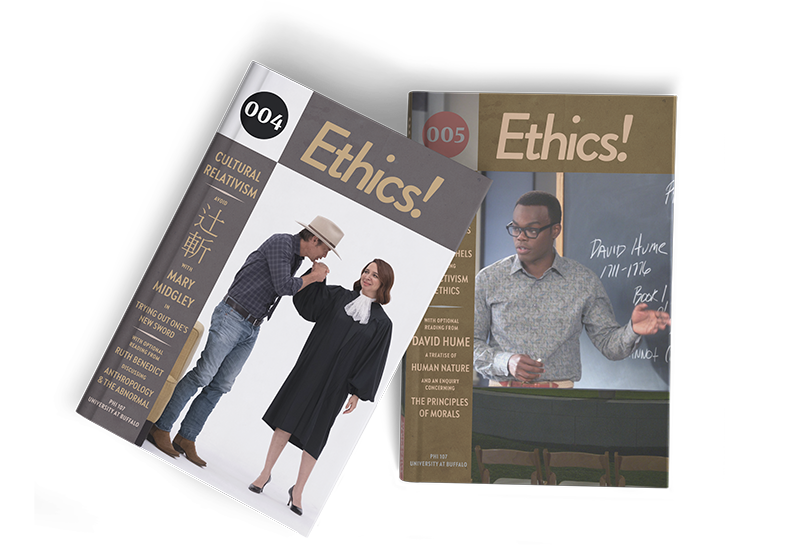 004
Ethics!
CULTURAL
RELATIVISM
AVOID
辻
斬
WITH
MARY
MIDGLEY
IN
TRYING OUT ONE'S
NEW SWORD
WITH OPTIONAL
READING FROM
RUTH BENEDICT
DISCUSSING
ANTHROPOLOGY
& THE ABNORMAL
PHI 107
UNIVERSITY AT BUFFALO
005
Ethics!
ETHICS
WITH OPTIONAL
READING FROM
DAVID HUME
A TREATISE OF
HUMAN NATURE
AND AN ENQUIRY
CONCERNING
THE PRINCIPLES
OF MORALS
PHI 107
UNIVERSITY AT BUFFALO
DAVID HUME
1711-1776
BOOK